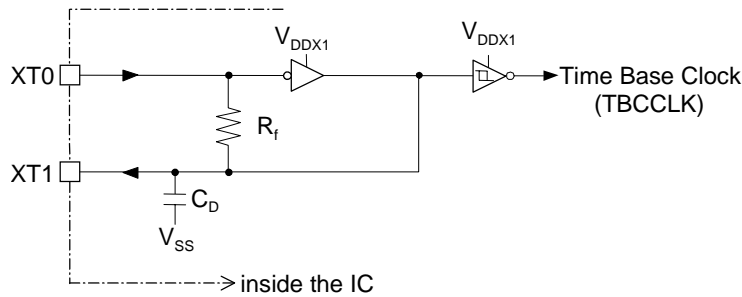 V_DDX1
V_DDX1
XT0
Time Base Clock
(TBCCLK)
R_f
XT1
C_D
V_SS
inside the IC